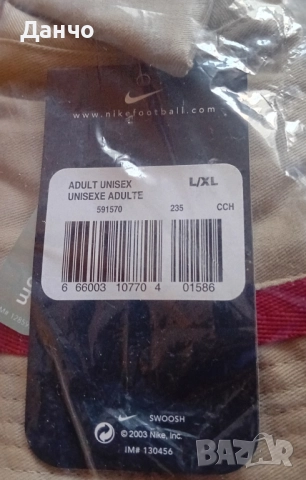 Данчо
www.nikefootball.com
ADULT UNISEX L/XL
UNISEXE ADULTE
591570 235 CCH
6 66003 10770 4 01586
SWOOSH
© 2003 Nike, Inc.
IM# 130456
BAZAR